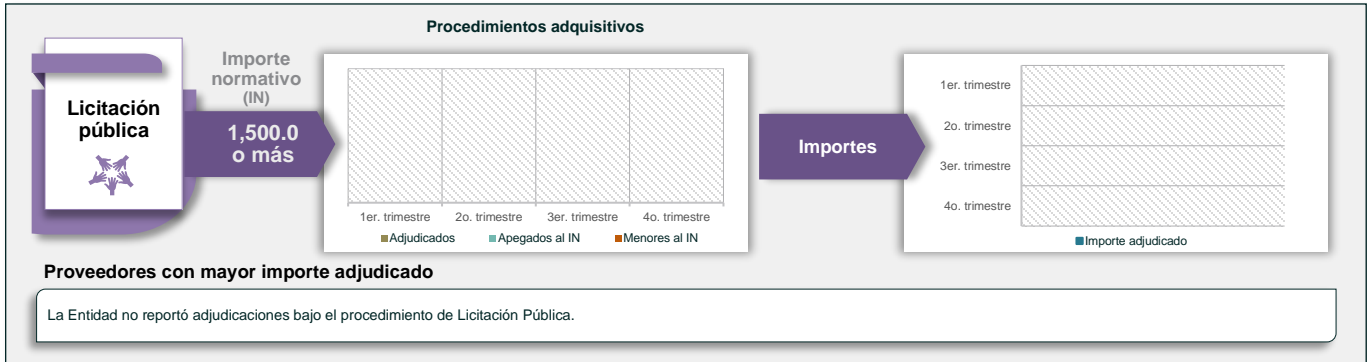 Procedimientos adquisitivos
Licitación
pública
Importe
normativo
(IN)
1,500.0
o más
1er. trimestre
2o. trimestre
3er. trimestre
4o. trimestre
Adjudicados
Apegados al IN
Menores al IN
Importes
1er. trimestre
2o. trimestre
3er. trimestre
4o. trimestre
Importe adjudicado
Proveedores con mayor importe adjudicado
La Entidad no reportó adjudicaciones bajo el procedimiento de Licitación Pública.